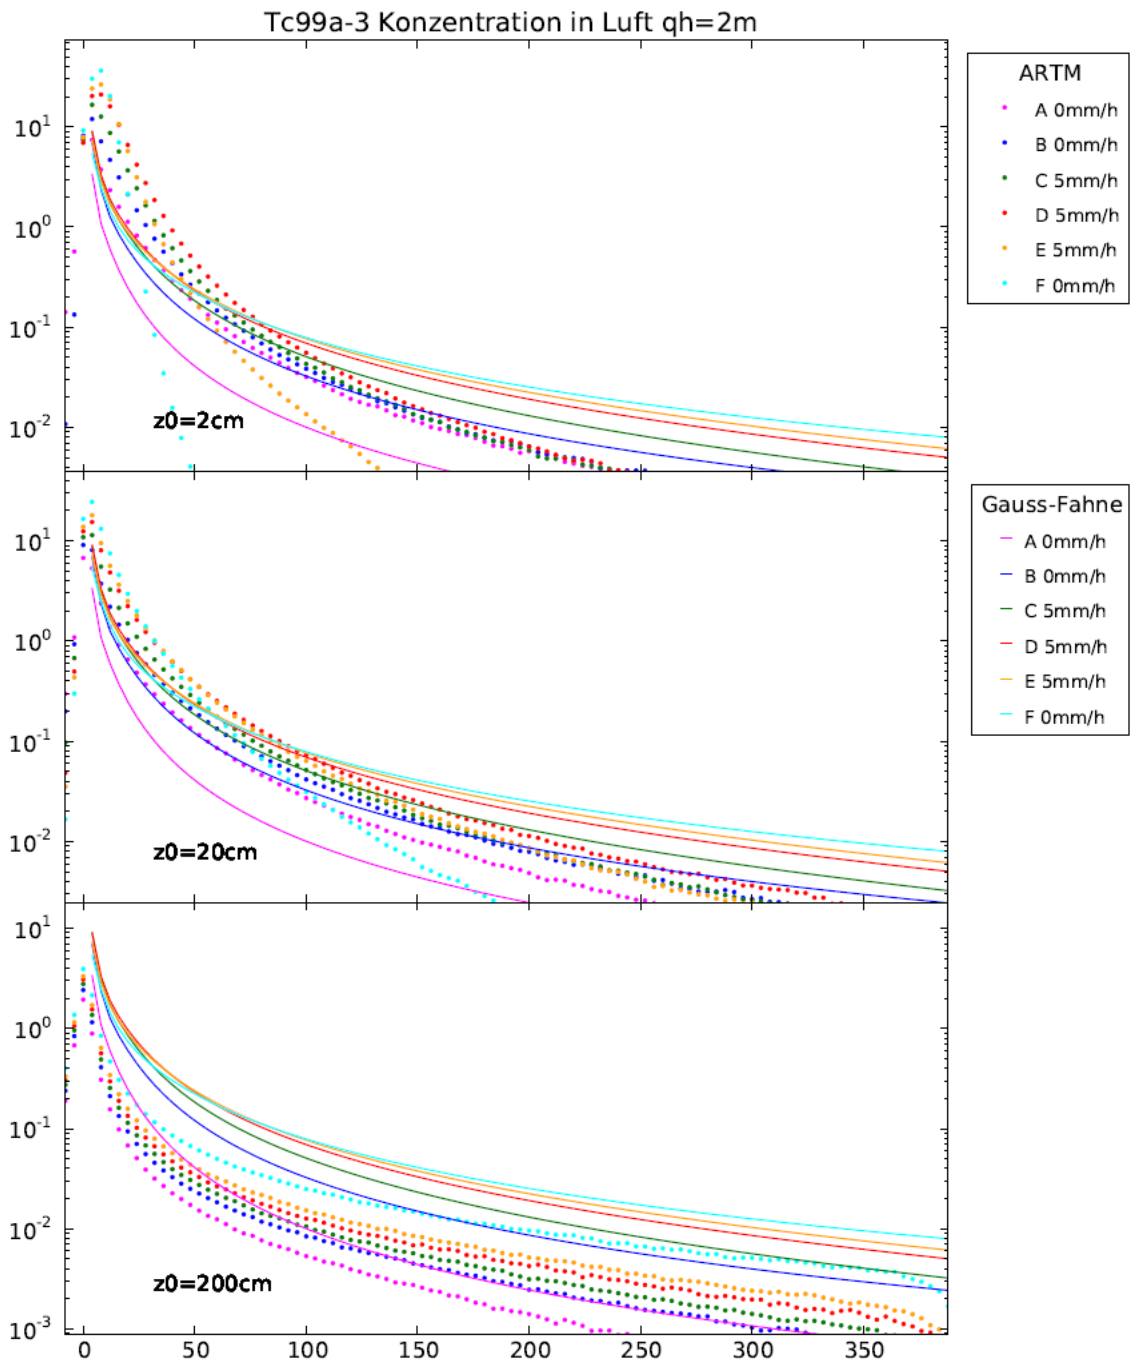 Tc99a-3 Konzentration in Luft qh=2m
10^1
10^0
10^-1
10^-2
z0=2cm
ARTM
A 0mm/h
B 0mm/h
C 5mm/h
D 5mm/h
E 5mm/h
F 0mm/h
10^1
10^0
10^-1
10^-2
z0=20cm
Gauss-Fahne
A 0mm/h
B 0mm/h
C 5mm/h
D 5mm/h
E 5mm/h
F 0mm/h
10^1
10^0
10^-1
10^-2
10^-3
z0=200cm
0 50 100 150 200 250 300 350